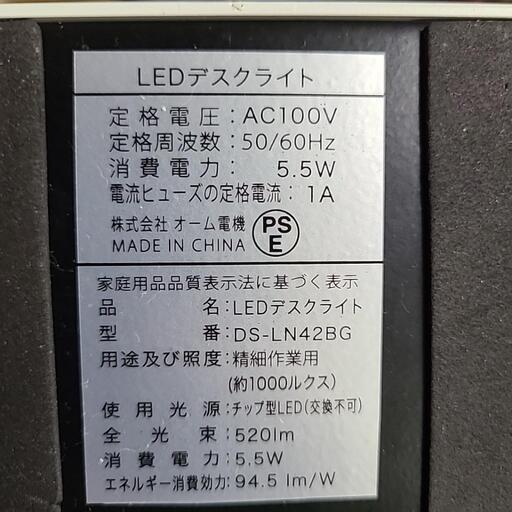 LEDデスクライト
定格電圧：AC100V
定格周波数：50/60Hz
消費電力：5.5W
電流ヒューズの定格電流：1A
株式会社 オーム電機
MADE IN CHINA
PS
E
家庭用品品質表示法に基づく表示
品名：LEDデスクライト
型番：DS-LN42BG
用途及び照度：精細作業用
(約1000ルクス)
使用光源：チップ型LED(交換不可)
全光束：520lm
消費電力：5.5W
エネルギー消費効力：94.5 lm/W